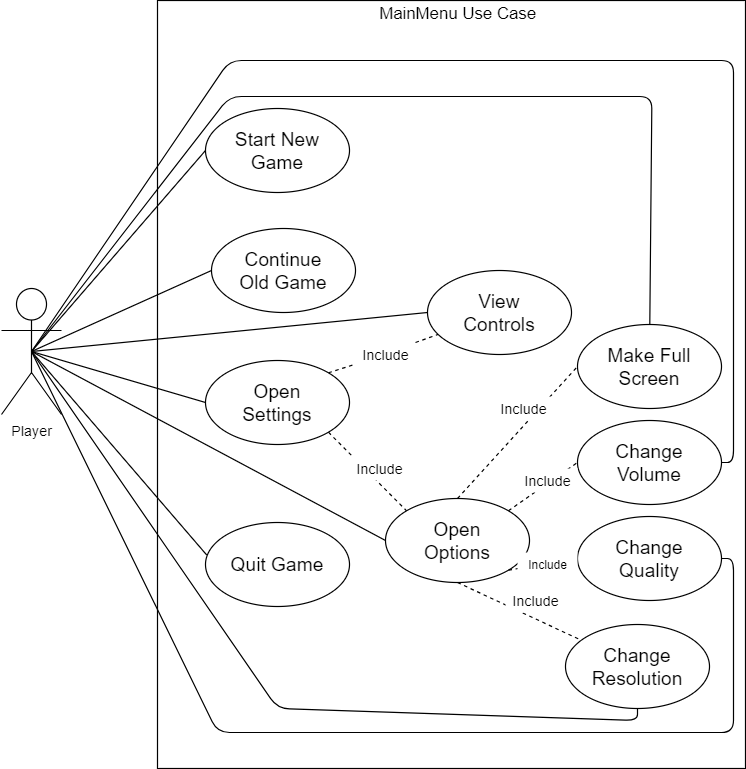 MainMenu Use Case
Start New
Game
Continue
Old Game
View
Controls
Include
Make Full
Screen
Open
Settings
Include
Player
Change
Volume
Include
Include
Open
Options
Quit Game
Include
Change
Quality
Include
Change
Resolution